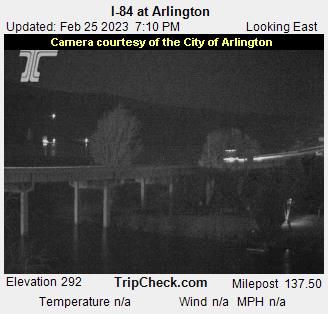 I-84 at Arlington
Updated: Feb 25 2023 7:10 PM Looking East
Camera courtesy of the City of Arlington
Elevation 292 TripCheck.com Milepost 137.50
Temperature n/a Wind n/a MPH n/a